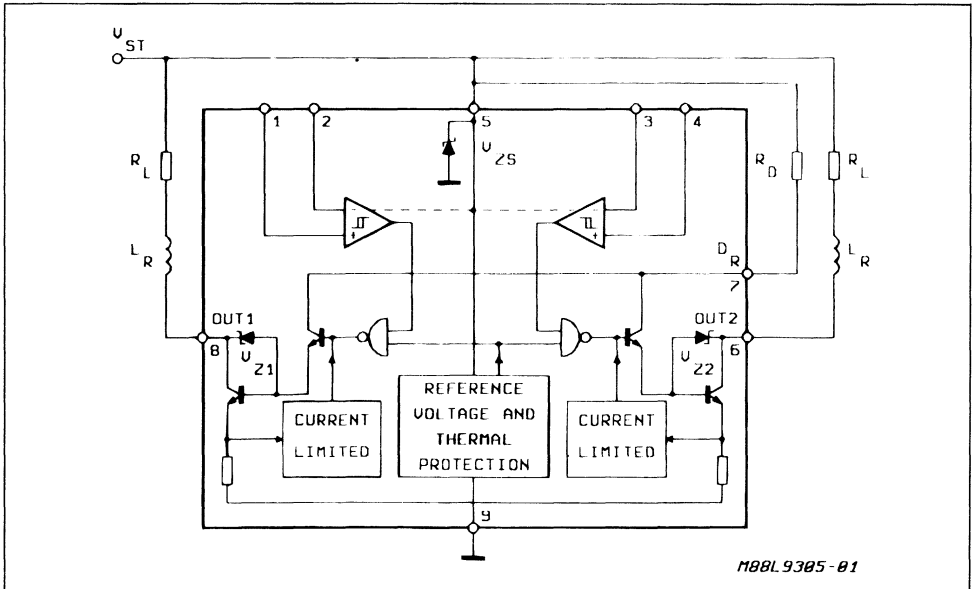 V ST
1 2 5 3 4
V ZS
R L
R D
R L
L R
D R
L R
7
OUT1
OUT2
8
V Z1
V Z2
6
CURRENT
LIMITED
REFERENCE
VOLTAGE AND
THERMAL
PROTECTION
CURRENT
LIMITED
9
M88L9305-01